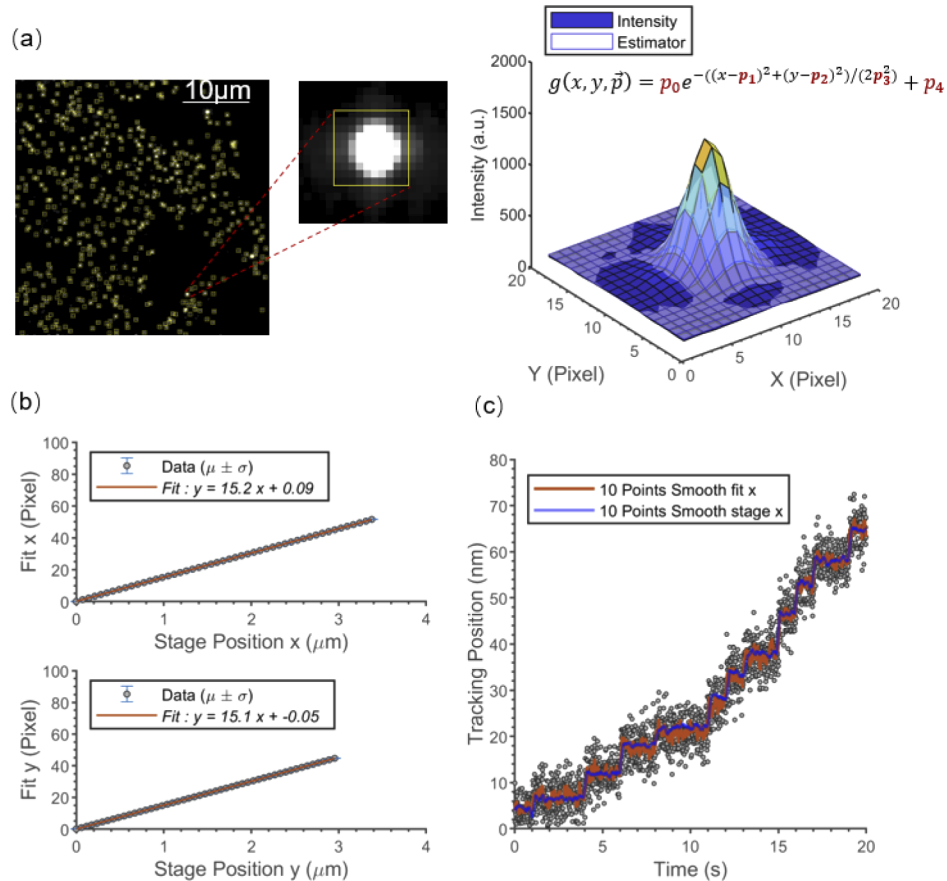 (a)
10μm
Intensity
Estimator
g(x, y, p⃗) = p₀e^{-((x-p₁)²+(y-p₂)²)/(2p₃²)} + p₄
2000
1500
1000
500
0
Intensity (a.u.)
20
15
10
5
0
Y (Pixel)
0
5
10
15
20
X (Pixel)
(b)
100
80
60
40
20
0
Fit x (Pixel)
Data (μ ± σ)
Fit : y = 15.2 x + 0.09
0 1 2 3 4
Stage Position x (μm)
100
80
60
40
20
0
Fit y (Pixel)
Data (μ ± σ)
Fit : y = 15.1 x + -0.05
0 1 2 3 4
Stage Position y (μm)
(c)
80
70
60
50
40
30
20
10
0
Tracking Position (nm)
10 Points Smooth fit x
10 Points Smooth stage x
0 5 10 15 20
Time (s)